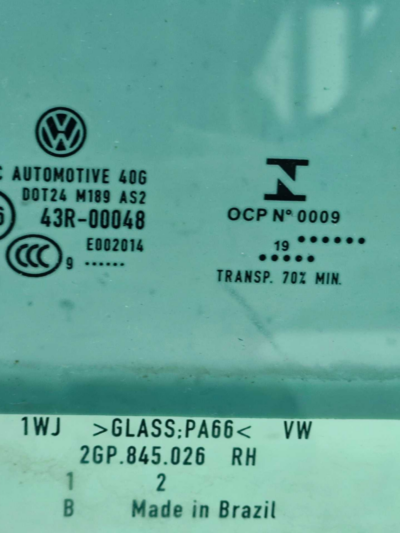 C AUTOMOTIVE 40G
DOT24 M189 AS2
6 43R-00048
E002014
CCC 9 ······
OCP Nº 0009
19 ••••••
•••••
TRANSP. 70% MIN.
1WJ >GLASS:PA66< VW
2GP.845.026 RH
1 2
B Made in Brazil